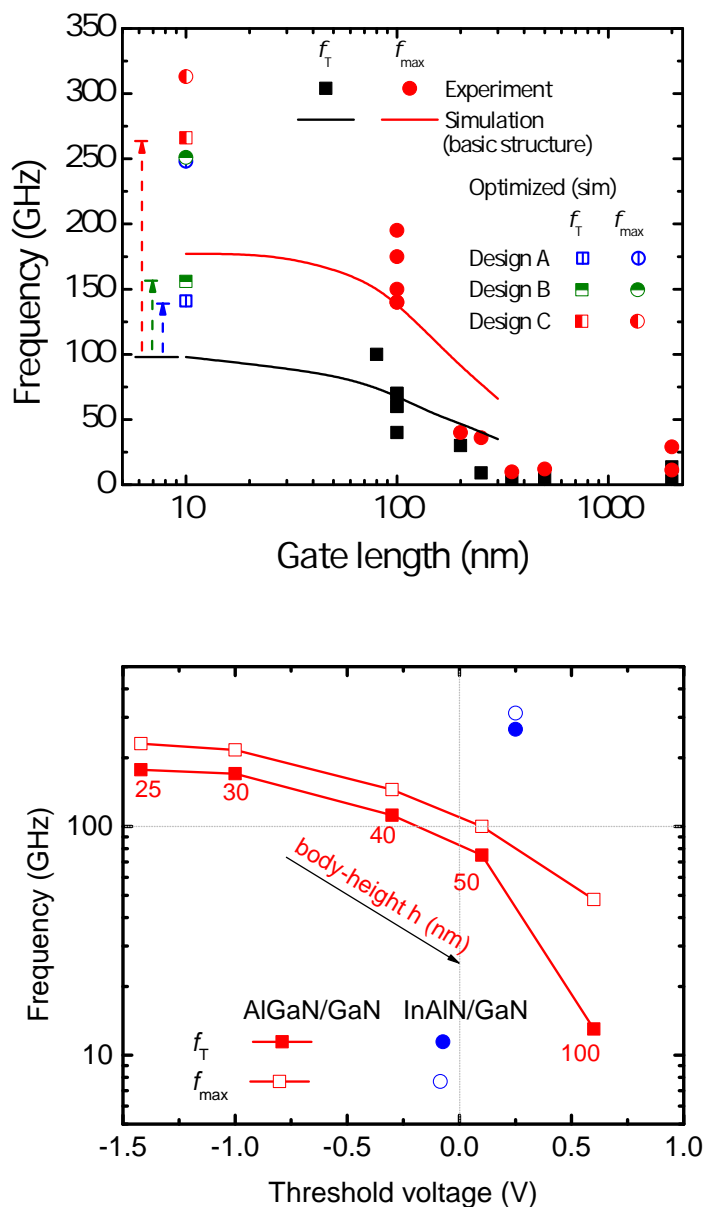 350
300
250
200
150
100
50
0
Frequency (GHz)
f_T f_max
Experiment
Simulation
(basic structure)
Optimized (sim)
f_T f_max
Design A
Design B
Design C
10 100 1000
Gate length (nm)
100
10
Frequency (GHz)
25 30 40 50 100
body-height h (nm)
AlGaN/GaN InAlN/GaN
f_T
f_max
-1.5 -1.0 -0.5 0.0 0.5 1.0
Threshold voltage (V)